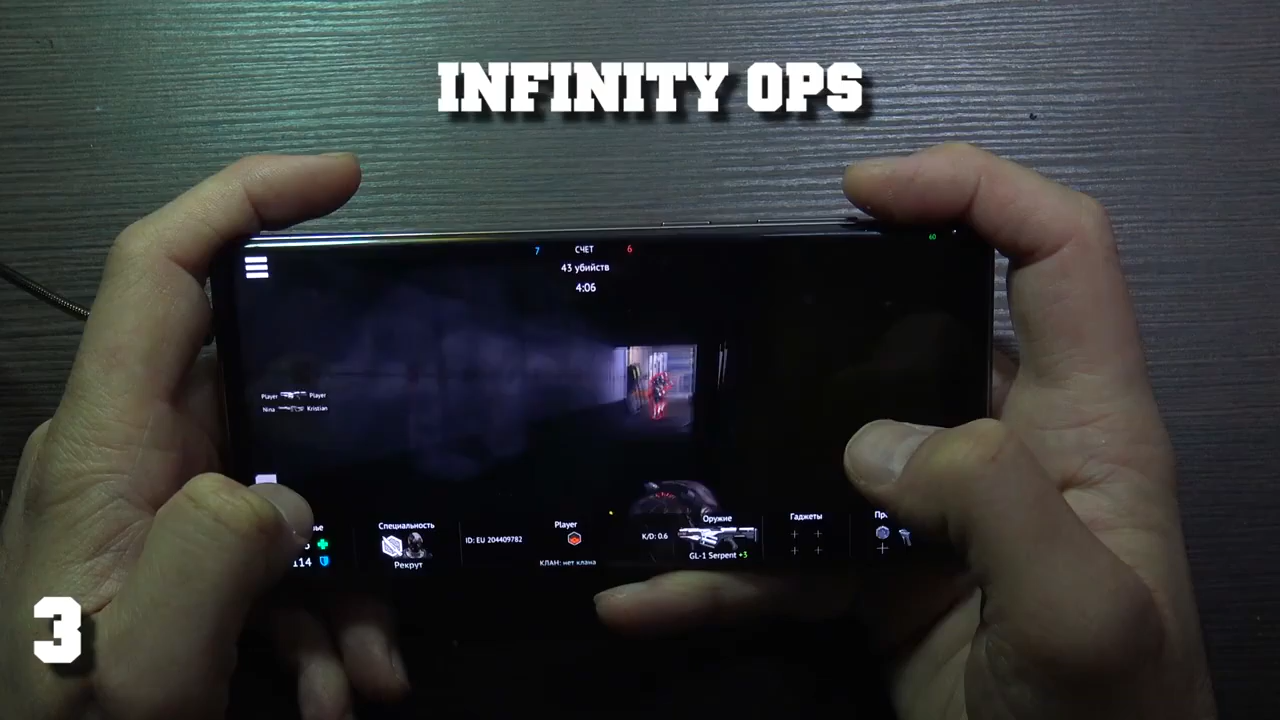 INFINITY OPS
7 СЧЕТ 6
60
43 убийств
4:06
Player Player
Nina Kristian
Специальность
Рекрут
114
ID: EU 204409782
Player
КЛАН: нет клана
K/D: 0.6
Оружие
GL-1 Serpent +3
Гаджеты
3